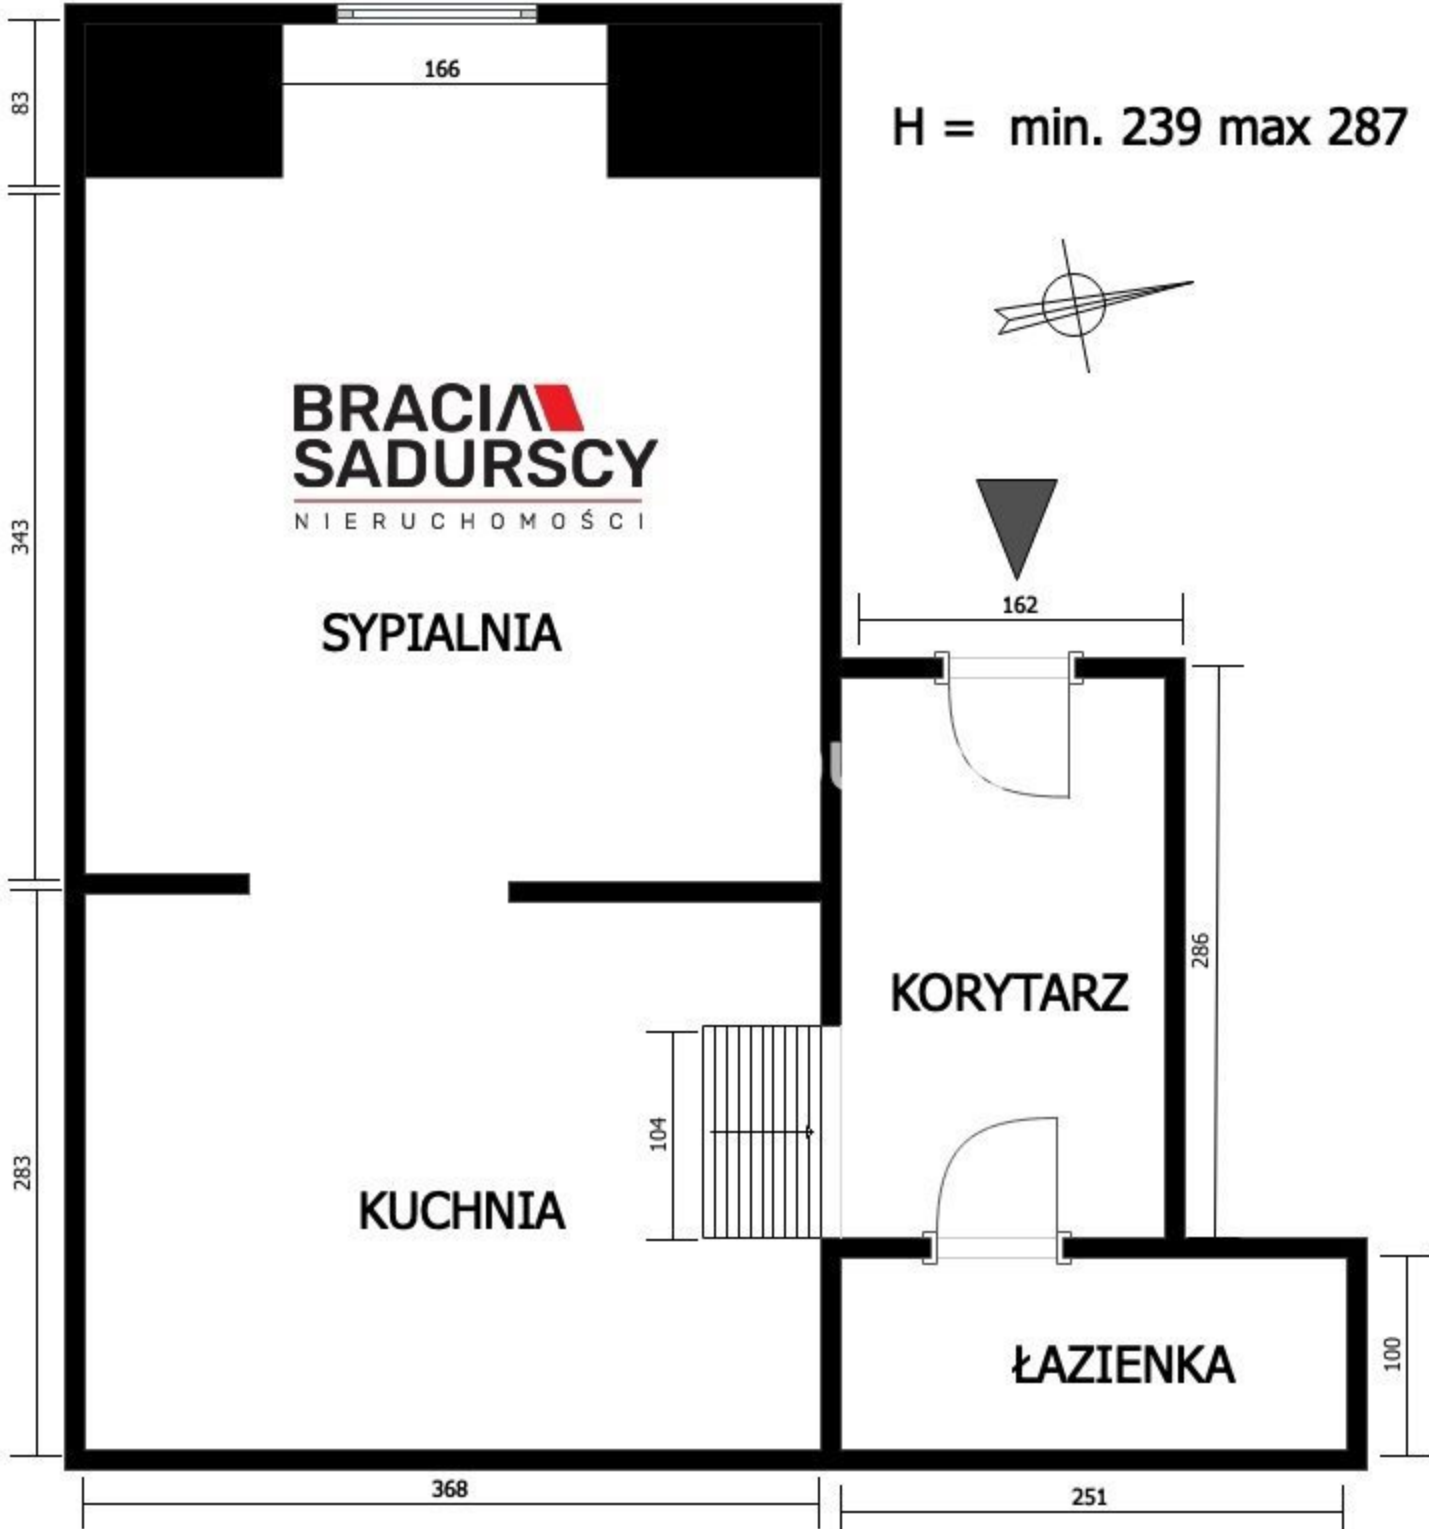 166
83
H = min. 239 max 287
BRACIA
SADURSCY
NIERUCHOMOŚCI
343
SYPIALNIA
162
286
KORYTARZ
104
283
KUCHNIA
ŁAZIENKA
100
368
251